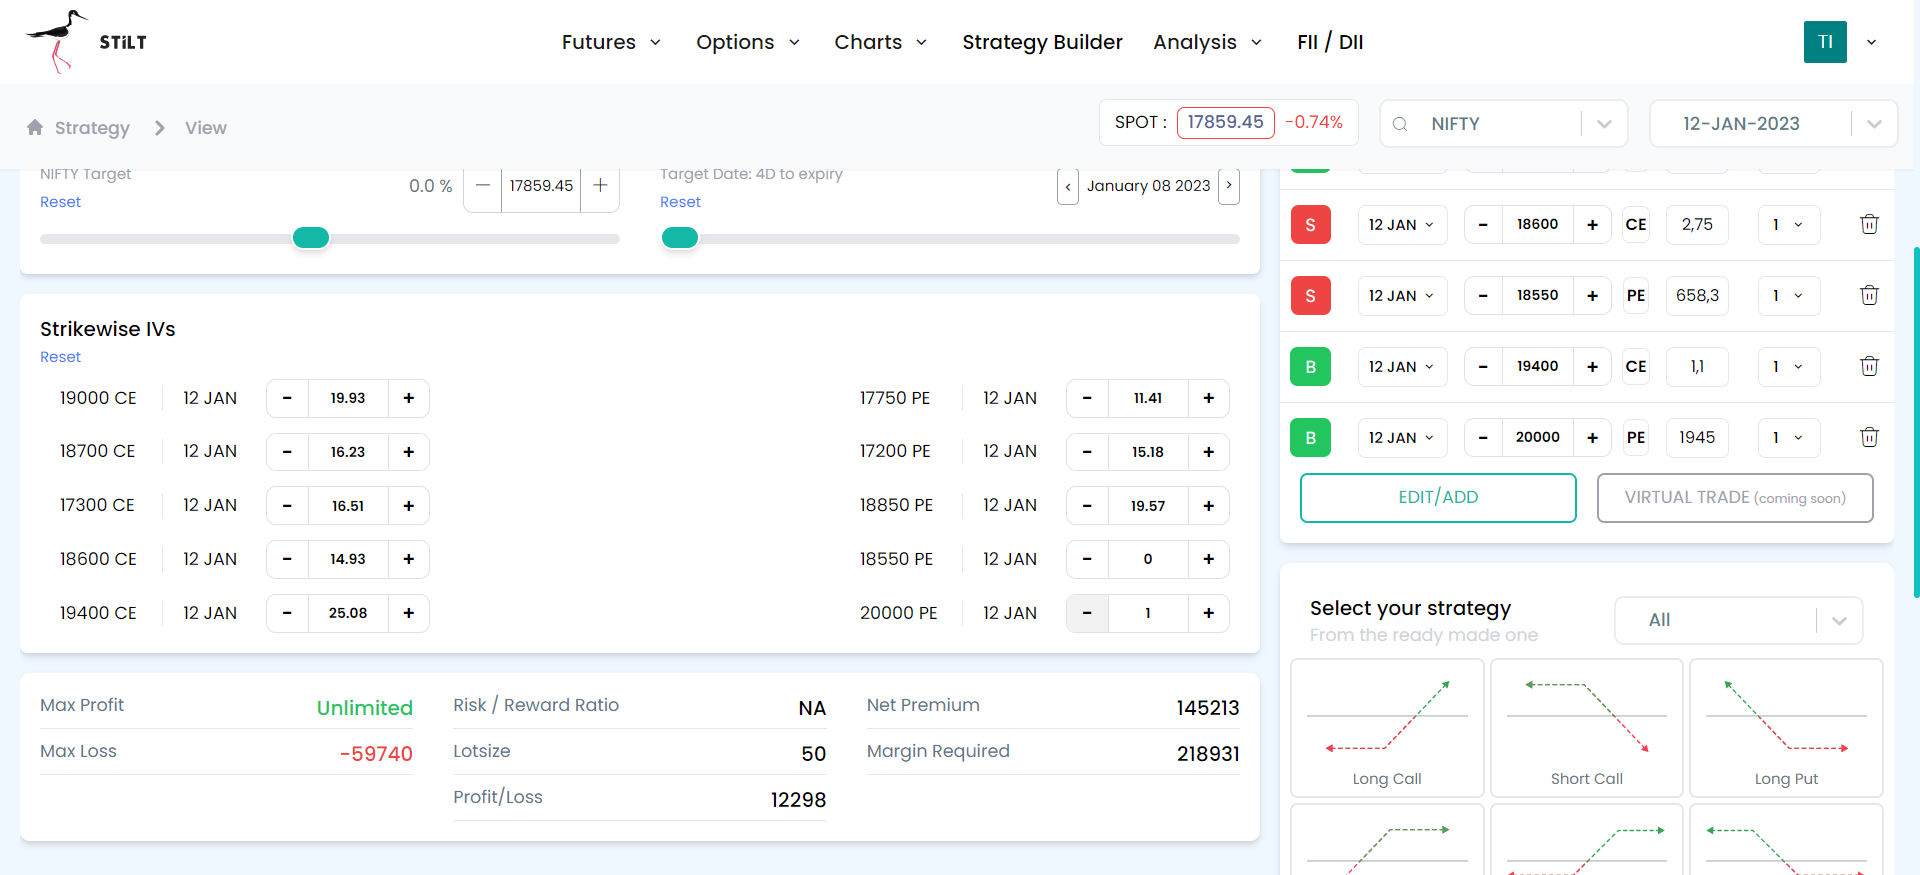 STiLT
Futures Options Charts Strategy Builder Analysis FII / DII
TI
Strategy View
SPOT : 17859.45 -0.74%
NIFTY
12-JAN-2023
NIFTY Target
Reset
0.0 % 17859.45 +
Target Date: 4D to expiry
Reset
‹ January 08 2023 ›
Strikewise IVs
Reset
19000 CE 12 JAN - 19.93 +
18700 CE 12 JAN - 16.23 +
17300 CE 12 JAN - 16.51 +
18600 CE 12 JAN - 14.93 +
19400 CE 12 JAN - 25.08 +
17750 PE 12 JAN - 11.41 +
17200 PE 12 JAN - 15.18 +
18850 PE 12 JAN - 19.57 +
18550 PE 12 JAN - 0 +
20000 PE 12 JAN - 1 +
Max Profit Unlimited
Max Loss -59740
Risk / Reward Ratio NA
Lotsize 50
Profit/Loss 12298
Net Premium 145213
Margin Required 218931
S 12 JAN - 18600 + CE 2,75 1
S 12 JAN - 18550 + PE 658,3 1
B 12 JAN - 19400 + CE 1,1 1
B 12 JAN - 20000 + PE 1945 1
EDIT/ADD
VIRTUAL TRADE (coming soon)
Select your strategy
From the ready made one
All
Long Call
Short Call
Long Put